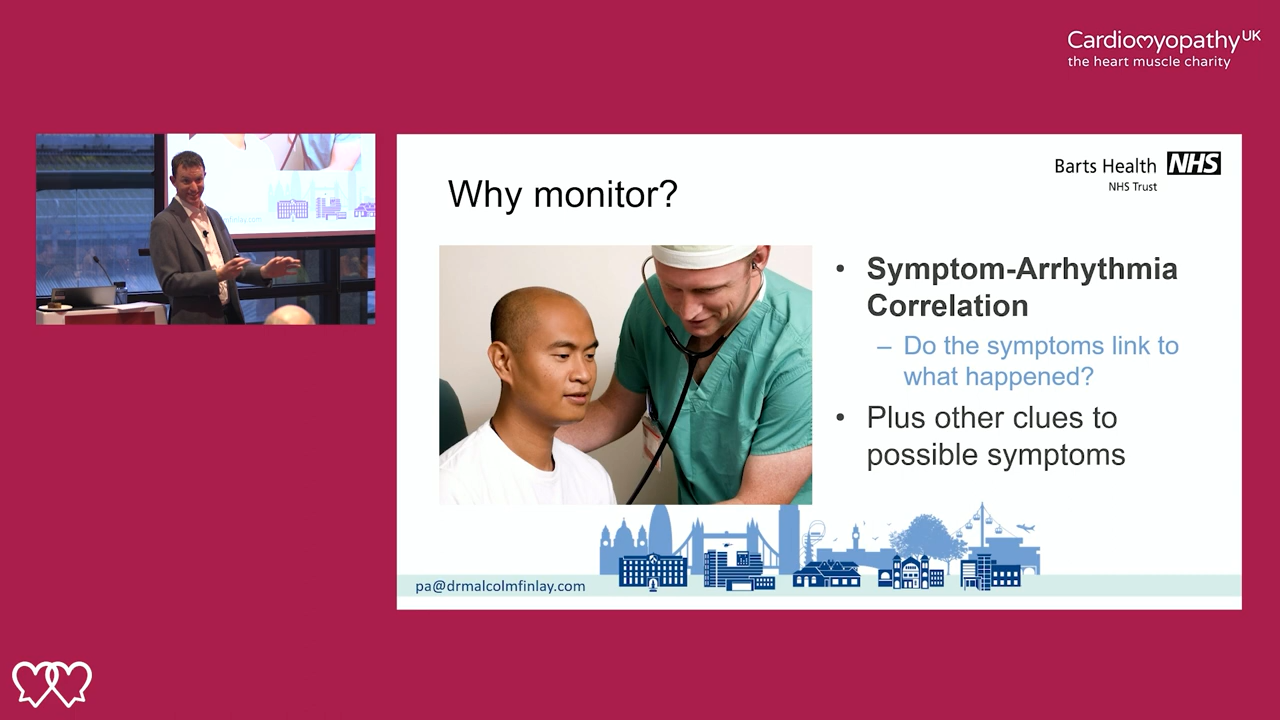 Cardiomyopathy UK
the heart muscle charity
Barts Health NHS
NHS Trust
Why monitor?
• Symptom-Arrhythmia
Correlation
– Do the symptoms link to
what happened?
• Plus other clues to
possible symptoms
pa@drmalcolmfinlay.com